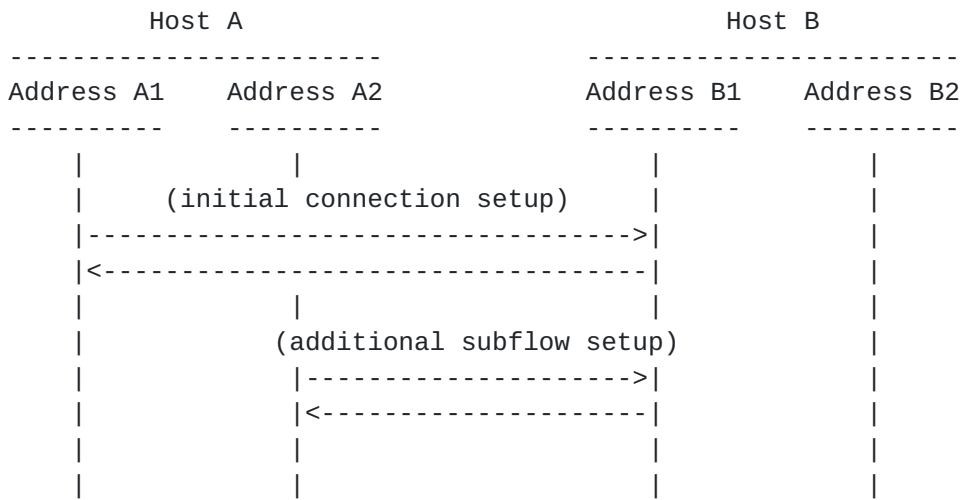 Host A Host B
------------------------ ------------------------
Address A1 Address A2 Address B1 Address B2
---------- ---------- ---------- ----------
(initial connection setup)
(additional subflow setup)